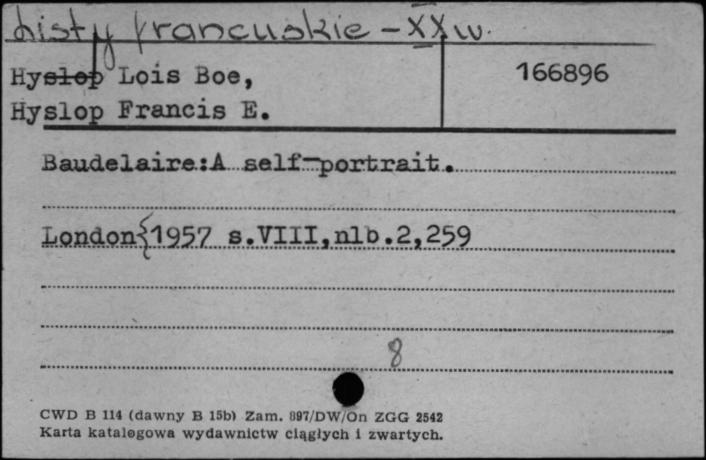 Listy francuskie - XX w.
Hyslop Lois Boe,
166896
Hyslop Francis E.
Baudelaire:A self-portrait.
London{1957 s.VIII,nlb.2,259
8
CWD B 114 (dawny B 15b) Zam. 897/DW/On ZGG 2542
Karta katalogowa wydawnictw ciągłych i zwartych.